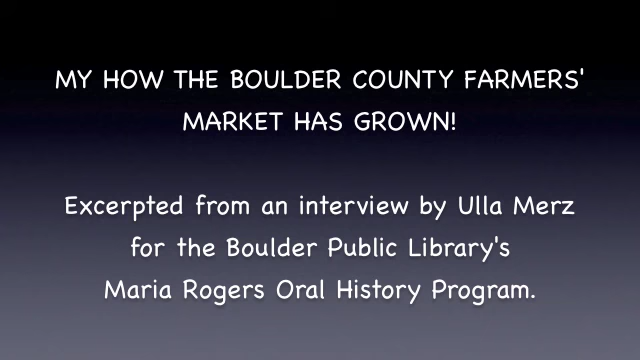 MY HOW THE BOULDER COUNTY FARMERS'
MARKET HAS GROWN!
Excerpted from an interview by Ulla Merz
for the Boulder Public Library's
Maria Rogers Oral History Program.